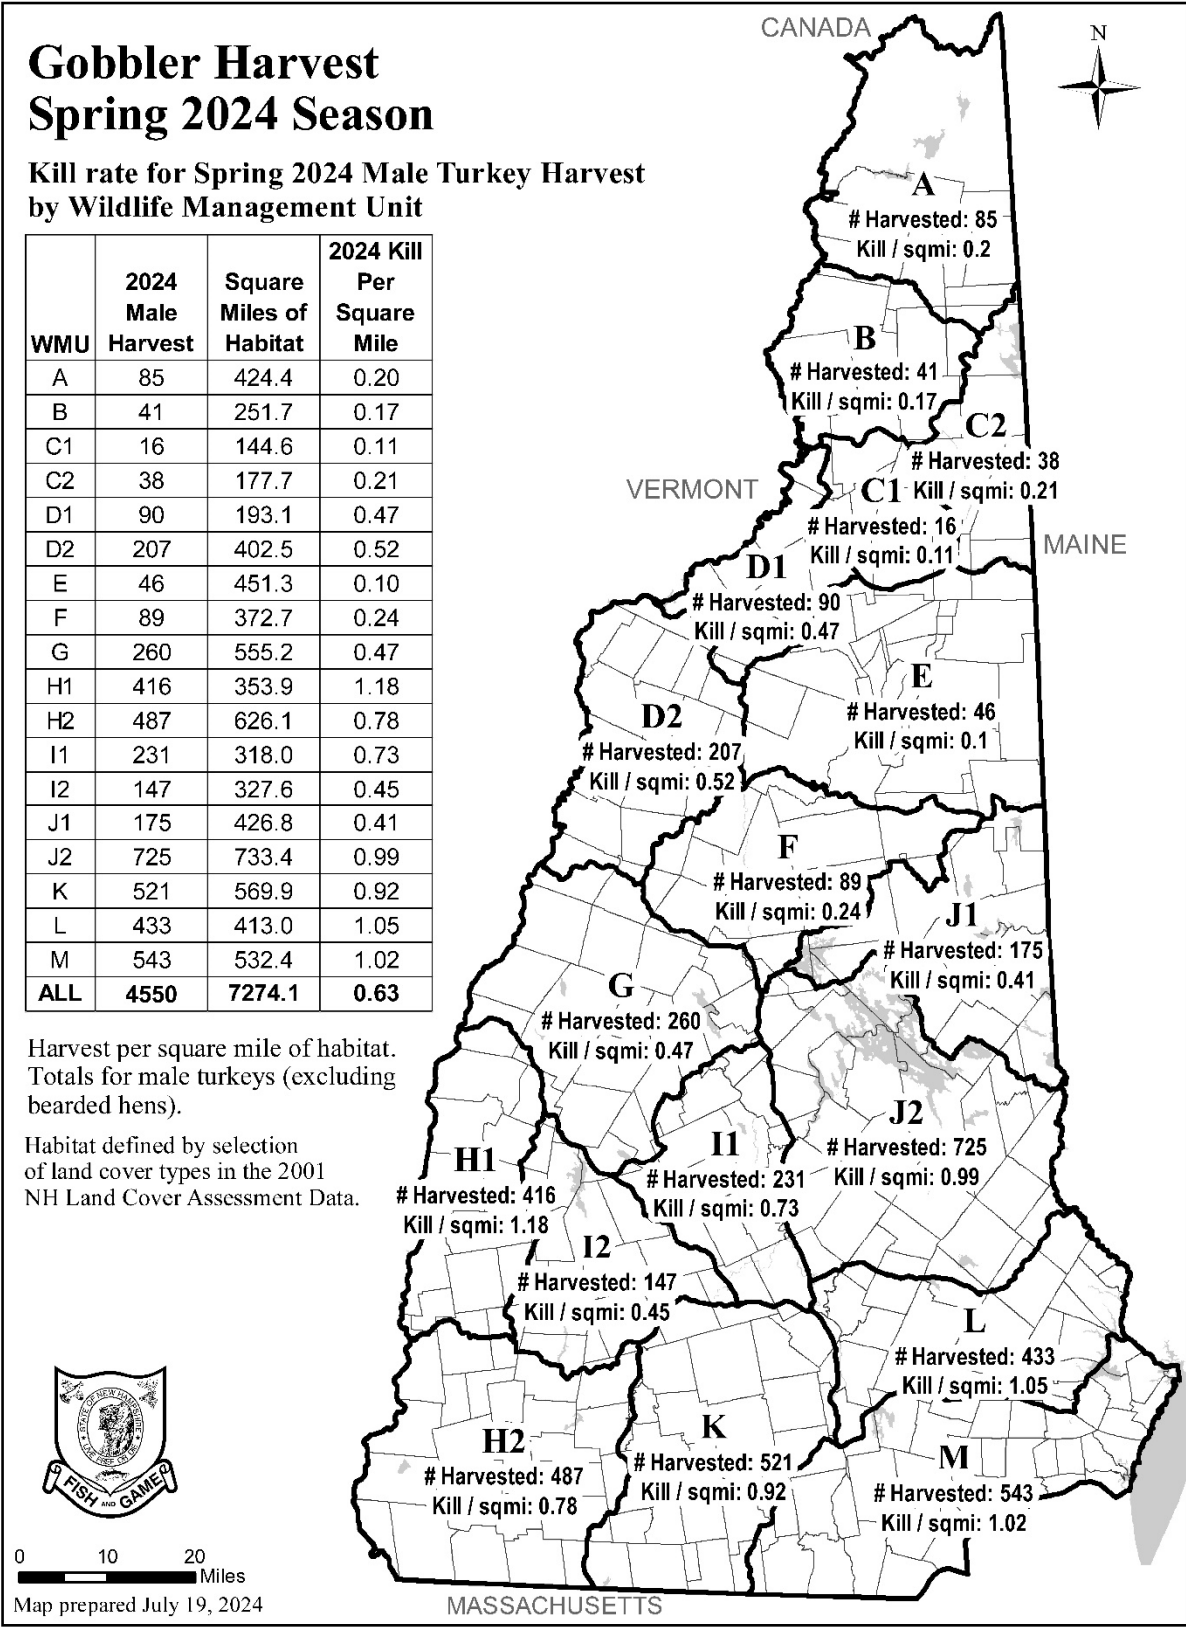 Gobbler Harvest
Spring 2024 Season
Kill rate for Spring 2024 Male Turkey Harvest
by Wildlife Management Unit
WMU 2024 Male Harvest Square Miles of Habitat 2024 Kill Per Square Mile
A 85 424.4 0.20
B 41 251.7 0.17
C1 16 144.6 0.11
C2 38 177.7 0.21
D1 90 193.1 0.47
D2 207 402.5 0.52
E 46 451.3 0.10
F 89 372.7 0.24
G 260 555.2 0.47
H1 416 353.9 1.18
H2 487 626.1 0.78
I1 231 318.0 0.73
I2 147 327.6 0.45
J1 175 426.8 0.41
J2 725 733.4 0.99
K 521 569.9 0.92
L 433 413.0 1.05
M 543 532.4 1.02
ALL 4550 7274.1 0.63
Harvest per square mile of habitat.
Totals for male turkeys (excluding
bearded hens).
Habitat defined by selection
of land cover types in the 2001
NH Land Cover Assessment Data.
CANADA
N
A
# Harvested: 85
Kill / sqmi: 0.2
B
# Harvested: 41
Kill / sqmi: 0.17
C2
# Harvested: 38
Kill / sqmi: 0.21
VERMONT
C1
# Harvested: 16
Kill / sqmi: 0.11
MAINE
D1
# Harvested: 90
Kill / sqmi: 0.47
E
# Harvested: 46
Kill / sqmi: 0.1
D2
# Harvested: 207
Kill / sqmi: 0.52
F
# Harvested: 89
Kill / sqmi: 0.24
J1
# Harvested: 175
Kill / sqmi: 0.41
G
# Harvested: 260
Kill / sqmi: 0.47
J2
# Harvested: 725
Kill / sqmi: 0.99
I1
# Harvested: 231
Kill / sqmi: 0.73
H1
# Harvested: 416
Kill / sqmi: 1.18
I2
# Harvested: 147
Kill / sqmi: 0.45
L
# Harvested: 433
Kill / sqmi: 1.05
K
# Harvested: 521
Kill / sqmi: 0.92
H2
# Harvested: 487
Kill / sqmi: 0.78
M
# Harvested: 543
Kill / sqmi: 1.02
MASSACHUSETTS
STATE OF NEW HAMPSHIRE
LIVE FREE OR DIE
FISH AND GAME
0 10 20
Miles
Map prepared July 19, 2024